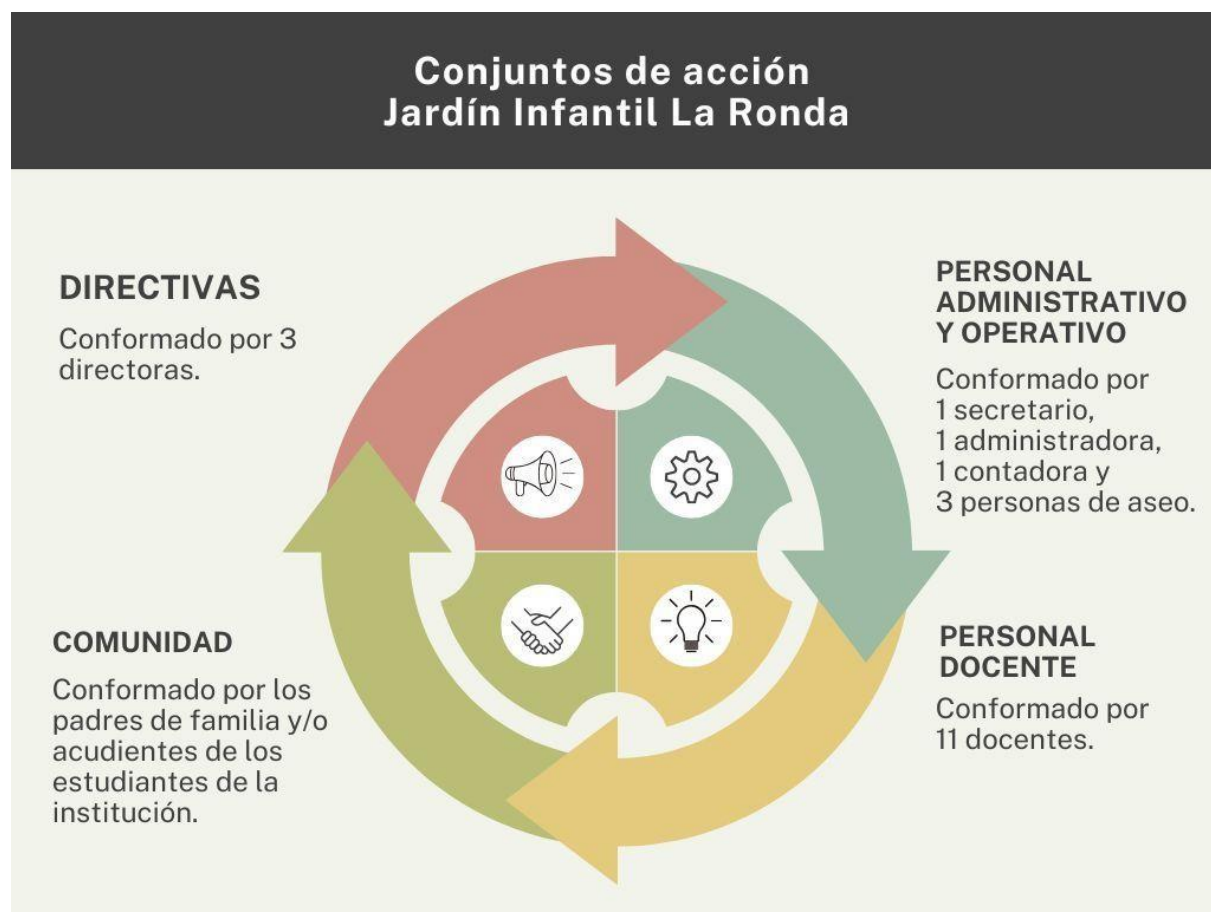 Conjuntos de acción
Jardín Infantil La Ronda
DIRECTIVAS
Conformado por 3
directoras.
PERSONAL
ADMINISTRATIVO
Y OPERATIVO
Conformado por
1 secretario,
1 administradora,
1 contadora y
3 personas de aseo.
COMUNIDAD
Conformado por los
padres de familia y/o
acudientes de los
estudiantes de la
institución.
PERSONAL
DOCENTE
Conformado por
11 docentes.